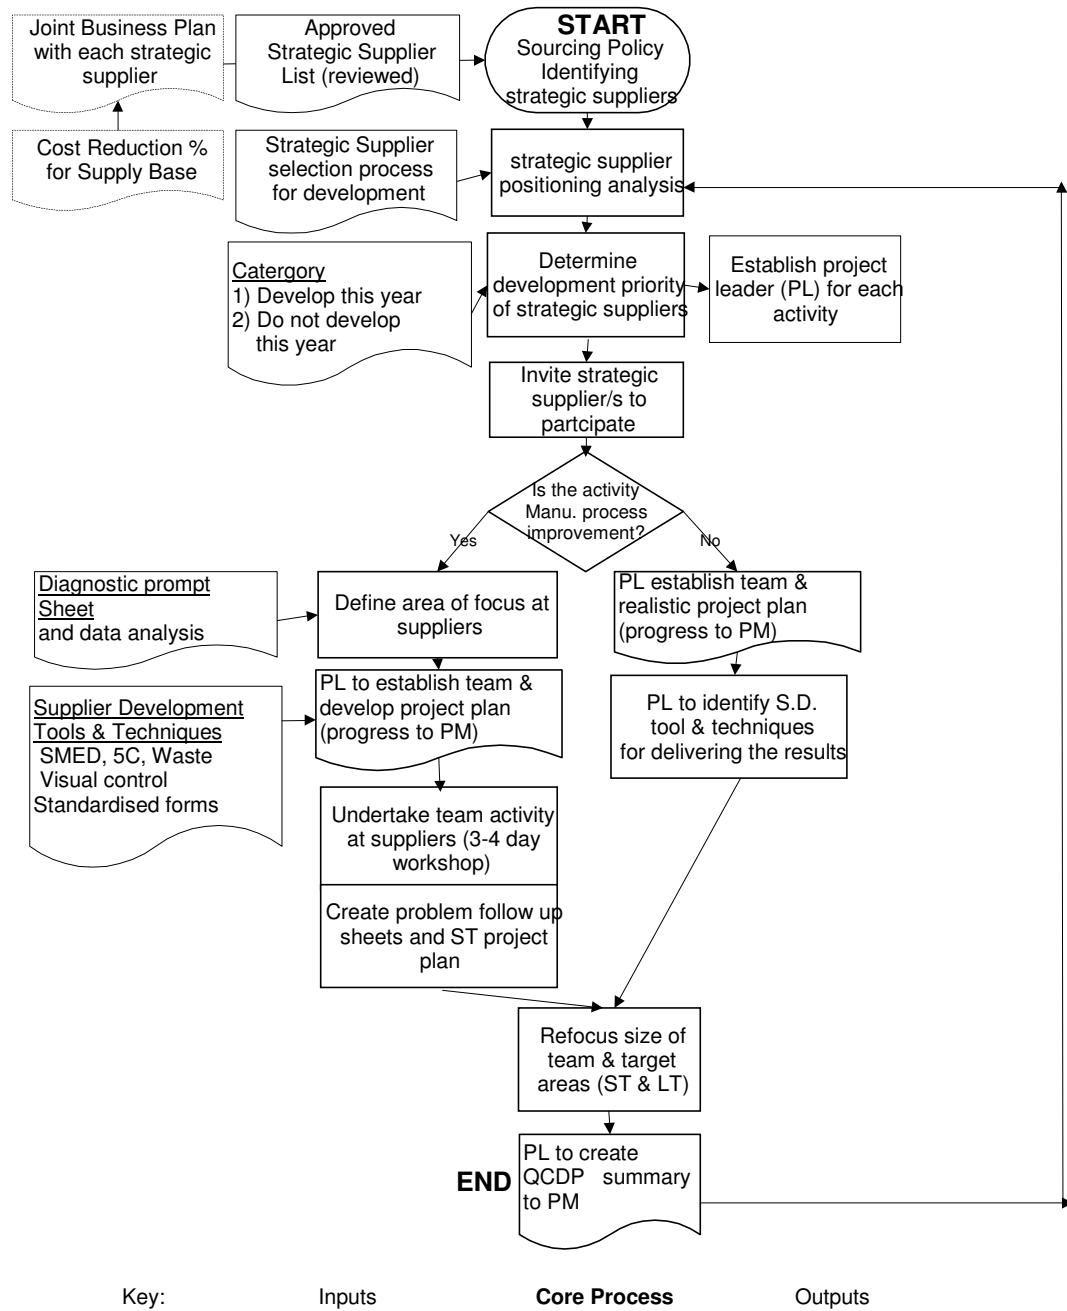 Joint Business Plan
with each strategic
supplier
Approved
Strategic Supplier
List (reviewed)
START
Sourcing Policy
Identifying
strategic suppliers
Cost Reduction %
for Supply Base
Strategic Supplier
selection process
for development
strategic supplier
positioning analysis
Catergory
1) Develop this year
2) Do not develop
this year
Determine
development priority
of strategic suppliers
Establish project
leader (PL) for each
activity
Invite strategic
supplier/s to
partcipate
Is the activity
Manu. process
improvement?
Yes
No
Diagnostic prompt
Sheet
and data analysis
Define area of focus at
suppliers
PL establish team &
realistic project plan
(progress to PM)
Supplier Development
Tools & Techniques
SMED, 5C, Waste
Visual control
Standardised forms
PL to establish team &
develop project plan
(progress to PM)
PL to identify S.D.
tool & techniques
for delivering the results
Undertake team activity
at suppliers (3-4 day
workshop)
Create problem follow up
sheets and ST project
plan
Refocus size of
team & target
areas (ST & LT)
END
PL to create
QCDP summary
to PM
Key:
Inputs
Core Process
Outputs